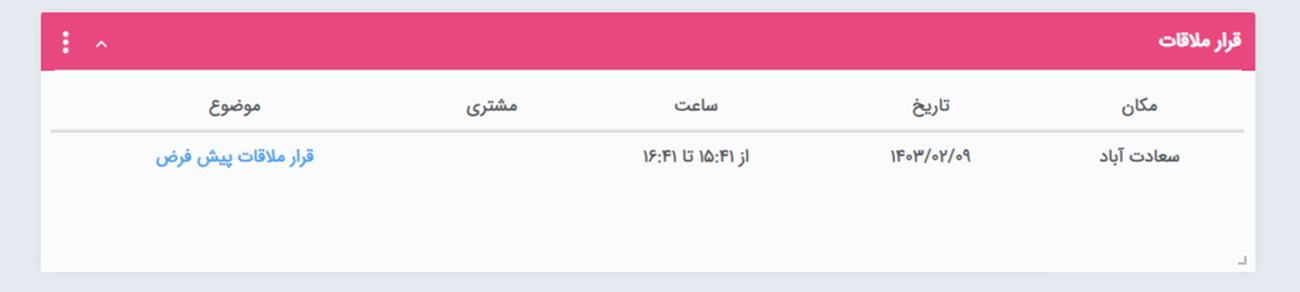 قرار ملاقات
مکان تاریخ ساعت مشتری موضوع
سعادت آباد ۱۴۰۳/۰۲/۰۹ از ۱۵:۴۱ تا ۱۶:۴۱ قرار ملاقات پیش فرض